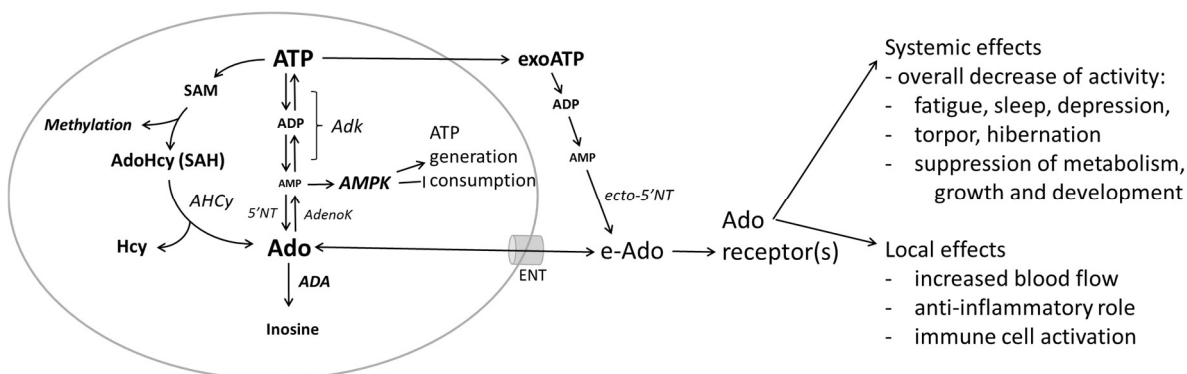 ATP
exoATP
SAM
ADP
Adk
ADP
Methylation
AdoHcy (SAH)
ATP
generation
consumption
AMP
AMPK
AMP
AHCy
5'NT
AdenoK
ecto-5'NT
Hcy
Ado
ENT
e-Ado
Ado
receptor(s)
ADA
Inosine
Systemic effects
- overall decrease of activity:
- fatigue, sleep, depression,
- torpor, hibernation
- suppression of metabolism,
growth and development
Local effects
- increased blood flow
- anti-inflammatory role
- immune cell activation